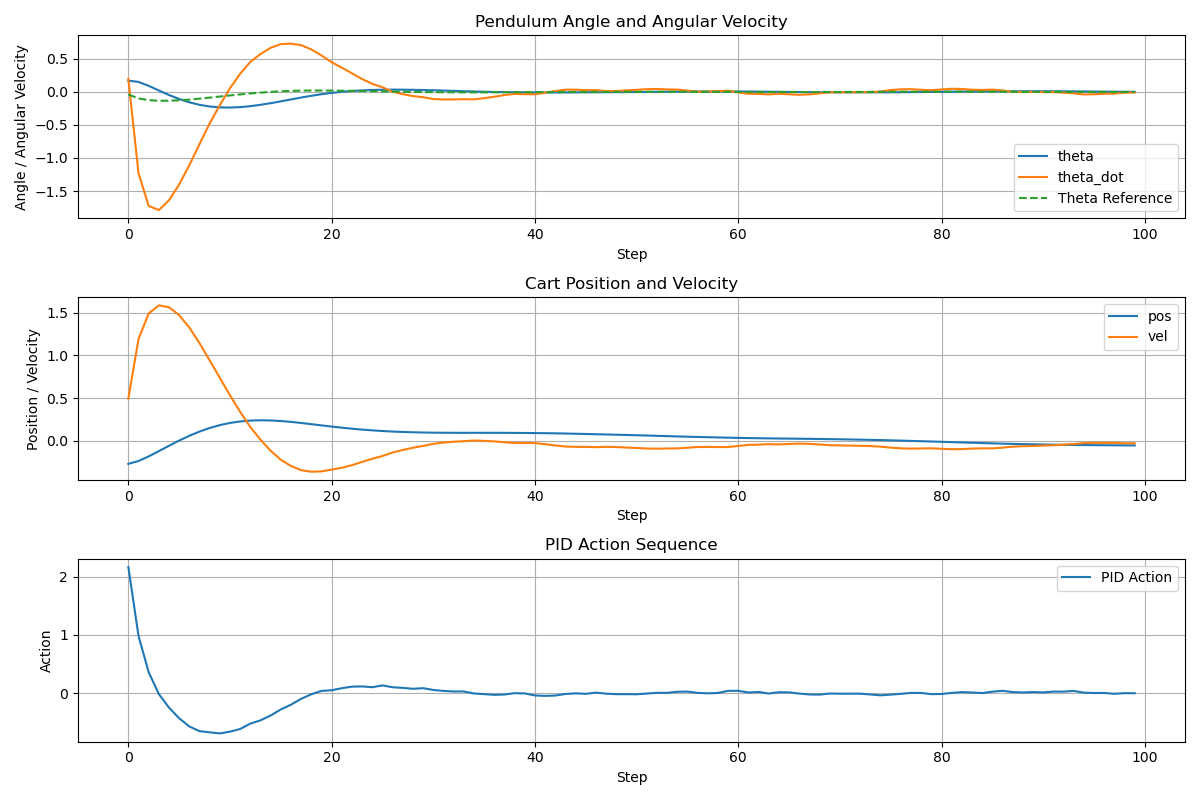 Pendulum Angle and Angular Velocity
Angle / Angular Velocity
0.5
0.0
−0.5
−1.0
−1.5
theta
theta_dot
Theta Reference
0 20 40 60 80 100
Step
Cart Position and Velocity
Position / Velocity
1.5
1.0
0.5
0.0
pos
vel
0 20 40 60 80 100
Step
PID Action Sequence
Action
2
1
0
PID Action
0 20 40 60 80 100
Step